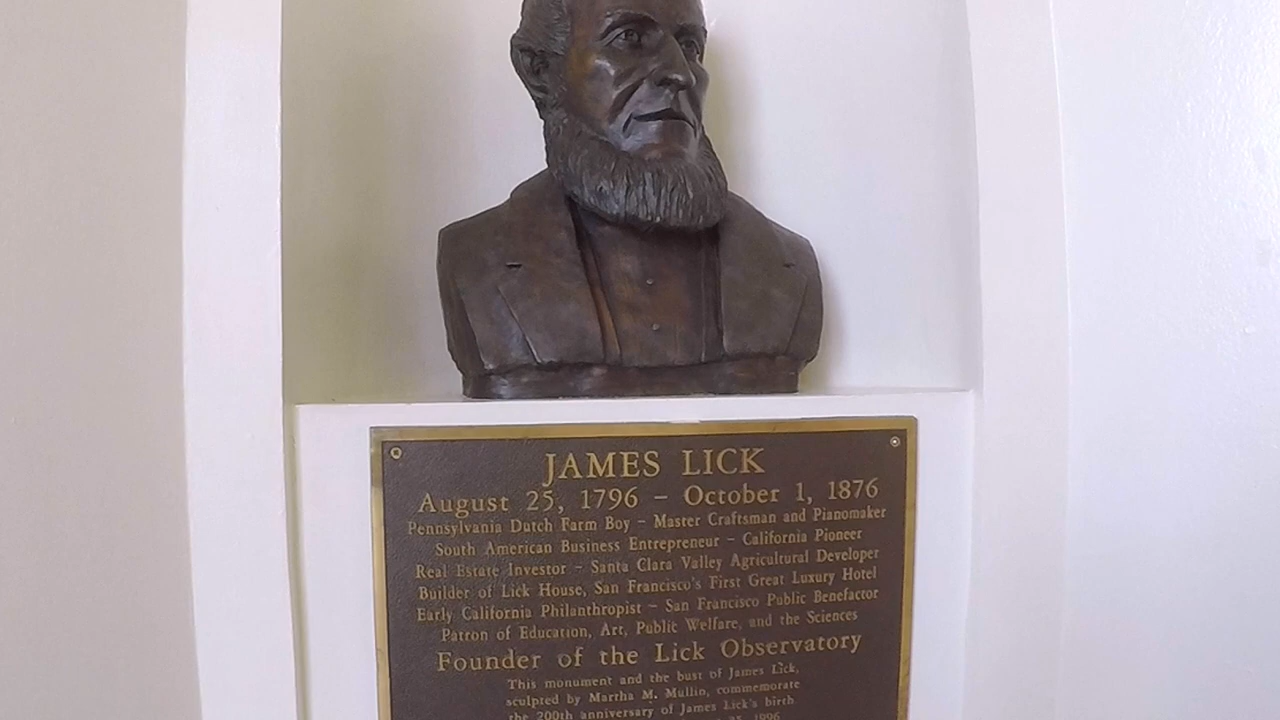 JAMES LICK
August 25, 1796 – October 1, 1876
Pennsylvania Dutch Farm Boy – Master Craftsman and Pianomaker
South American Business Entrepreneur – California Pioneer
Real Estate Investor – Santa Clara Valley Agricultural Developer
Builder of Lick House, San Francisco's First Great Luxury Hotel
Early California Philanthropist – San Francisco Public Benefactor
Patron of Education, Art, Public Welfare, and the Sciences
Founder of the Lick Observatory
This monument and the bust of James Lick,
sculpted by Martha M. Mullin, commemorate
the 200th anniversary of James Lick's birth
1996